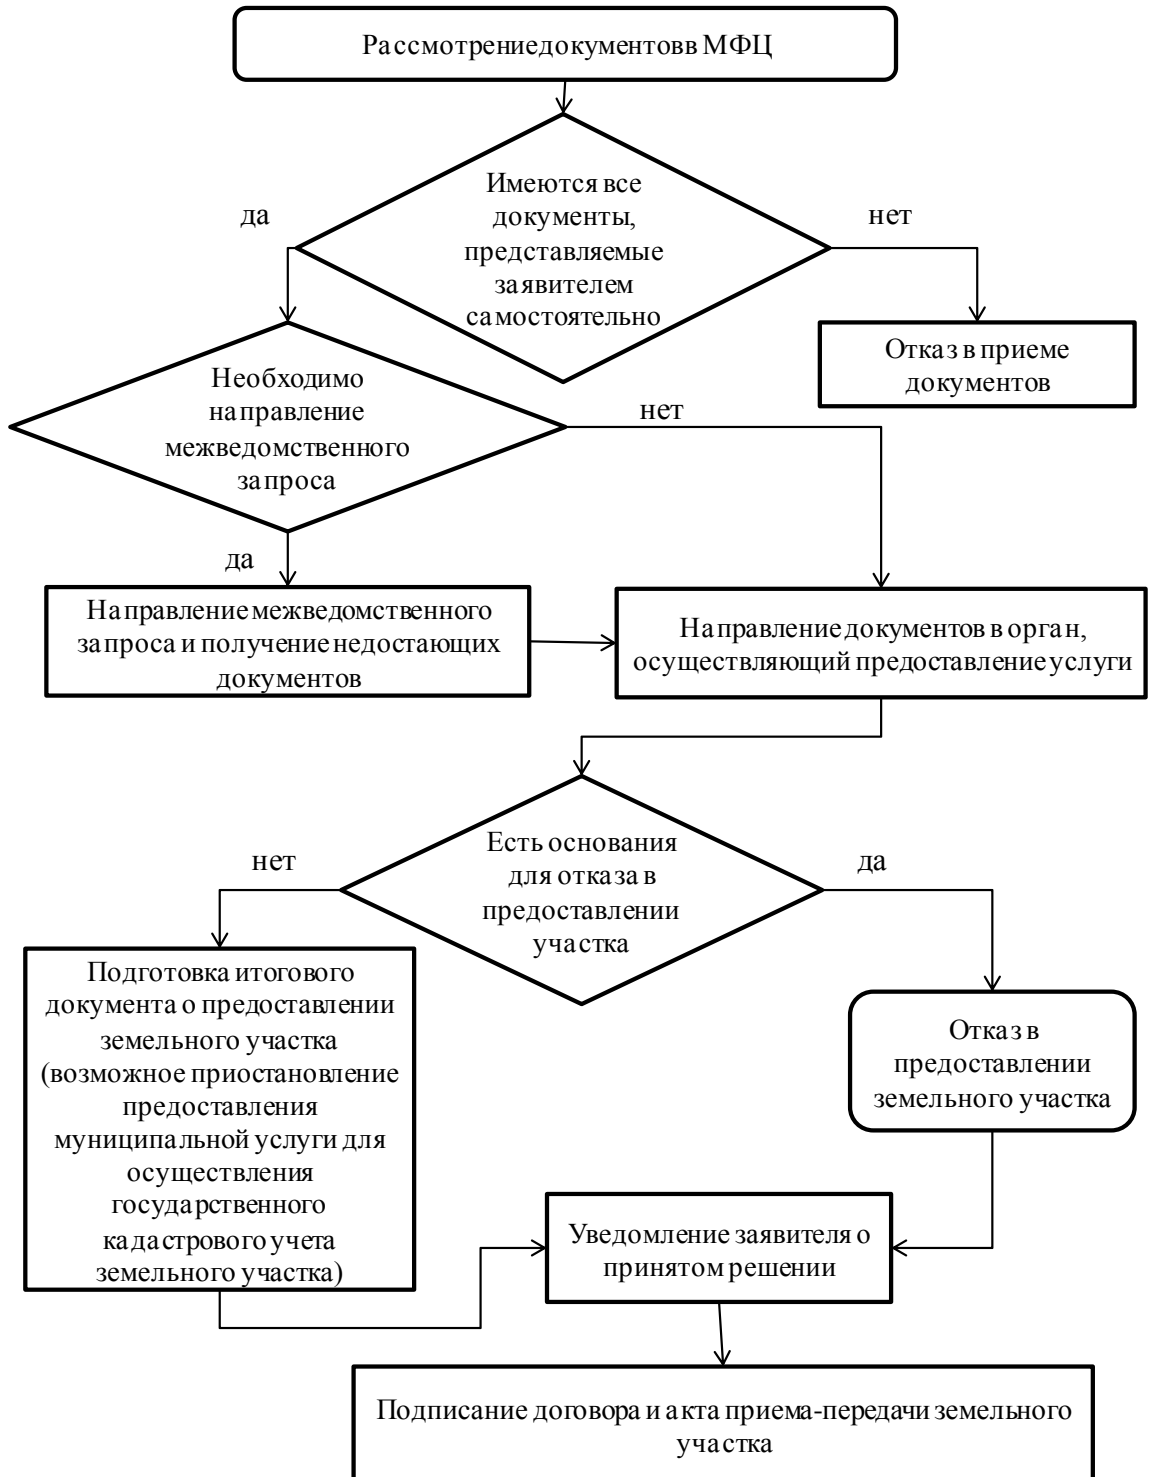 Рассмотрение документов в МФЦ
Имеются все
документы,
представляемые
заявителем
самостоятельно
да
нет
Отказ в приеме
документов
Необходимо
направление
межведомственного
запроса
нет
да
Направление межведомственного
запроса и получение недостающих
документов
Направление документов в орган,
осуществляющий предоставление услуги
Есть основания
для отказа в
предоставлении
участка
нет
да
Подготовка итогового
документа о предоставлении
земельного участка
(возможное приостановление
предоставления
муниципальной услуги для
осуществления
государственного
кадастрового учета
земельного участка)
Отказ в
предоставлении
земельного участка
Уведомление заявителя о
принятом решении
Подписание договора и акта приема-передачи земельного
участка